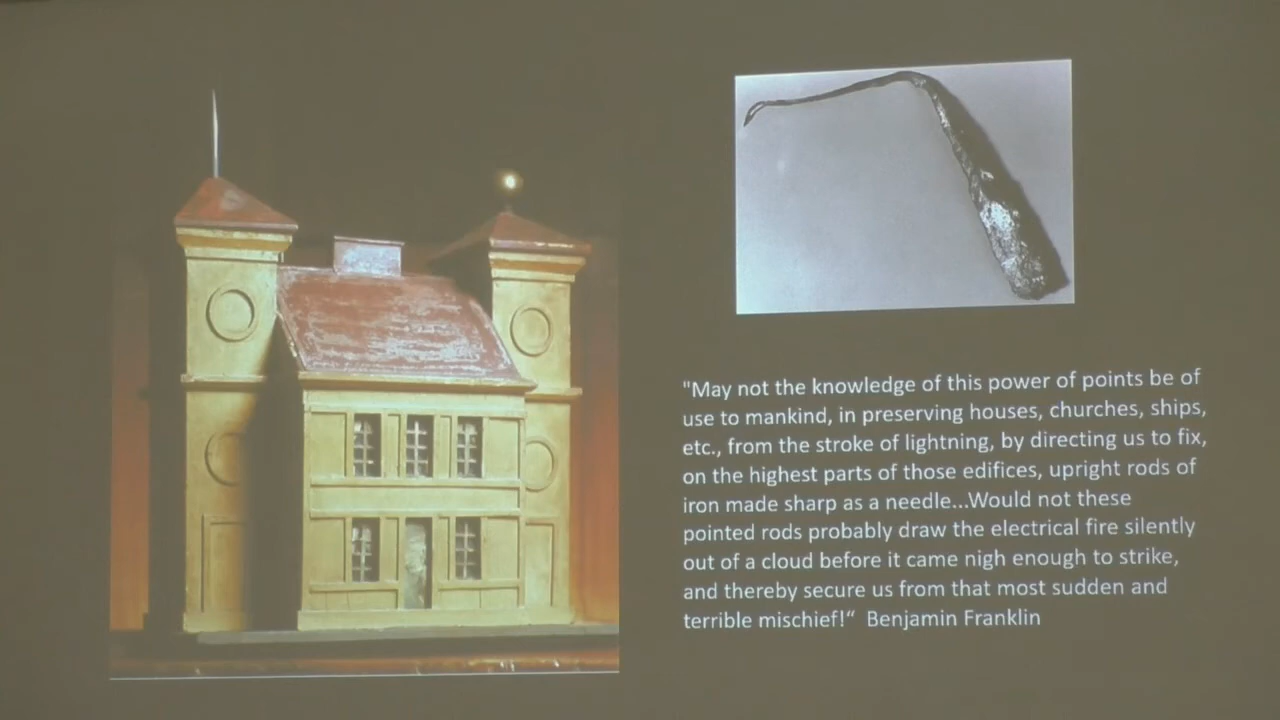 "May not the knowledge of this power of points be of
use to mankind, in preserving houses, churches, ships,
etc., from the stroke of lightning, by directing us to fix,
on the highest parts of those edifices, upright rods of
iron made sharp as a needle...Would not these
pointed rods probably draw the electrical fire silently
out of a cloud before it came nigh enough to strike,
and thereby secure us from that most sudden and
terrible mischief!“  Benjamin Franklin